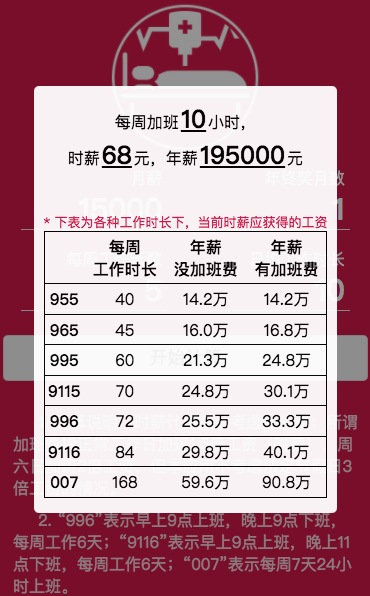 每周加班10小时，
时薪68元，年薪195000元
年终奖月数
15000
1
* 下表为各种工作时长下，当前时薪应获得的工资
每周 年薪 年薪
工作时长 没加班费 有加班费
955 40 14.2万 14.2万
965 45 16.0万 16.8万
995 60 21.3万 24.8万
9115 70 24.8万 30.1万
996 72 25.5万 33.3万
9116 84 29.8万 40.1万
007 168 59.6万 90.8万
2. “996”表示早上9点上班，晚上9点下班，
每周工作6天；“9116”表示早上9点上班，晚上11
点下班，每周工作6天；“007”表示每周7天24小
时上班。